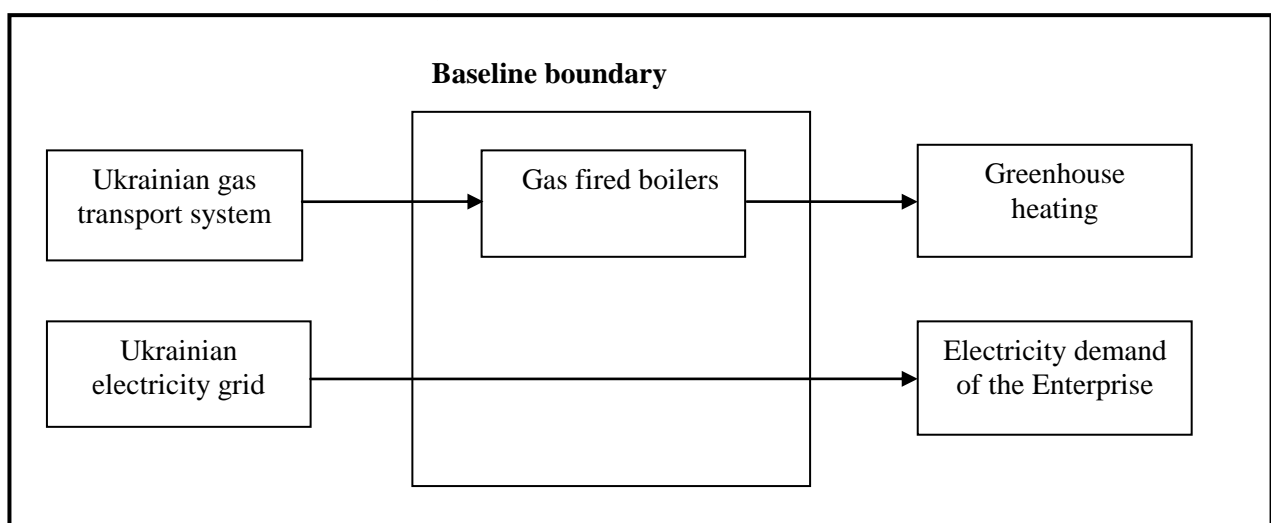 Baseline boundary
Ukrainian gas
transport system
Gas fired boilers
Greenhouse
heating
Ukrainian
electricity grid
Electricity demand
of the Enterprise